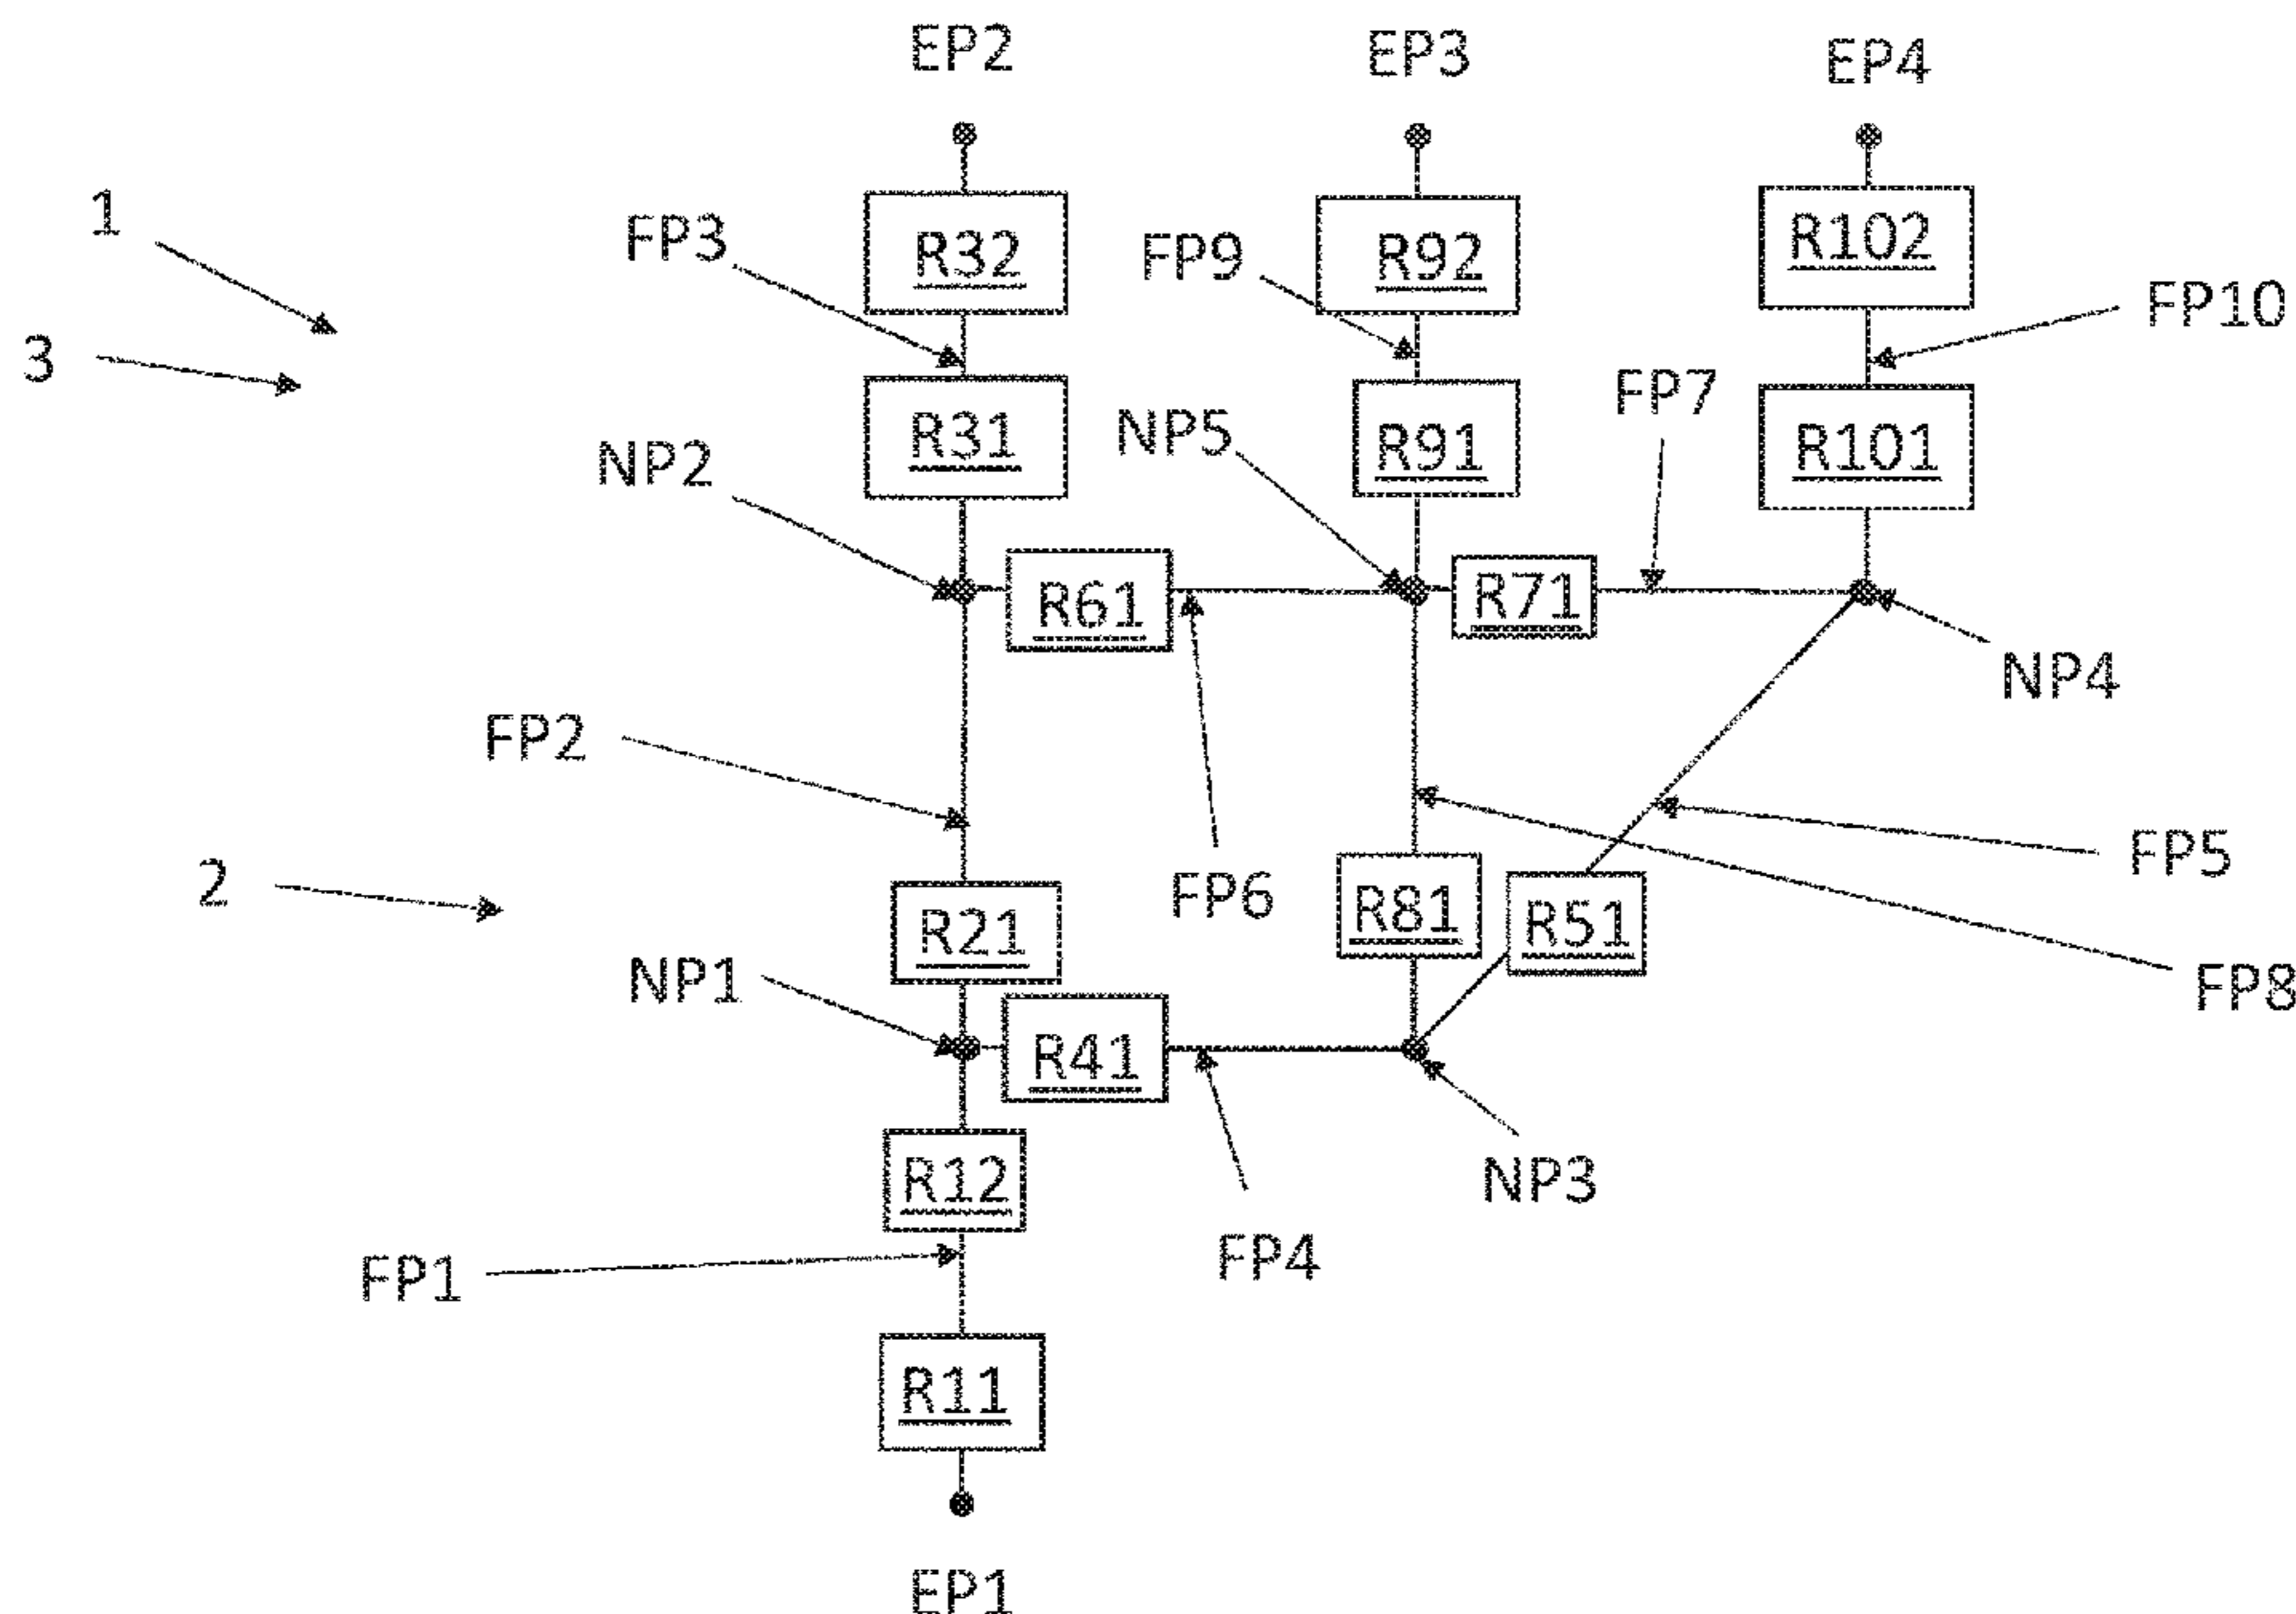 EP2
EP3
EP4
1
FP3
R32
FP9
R92
R102
FP10
3
NP2
R31
NP5
R91
FP7
R101
R61
R71
NP4
FP2
FP6
FP5
2
R21
R81
R51
FP8
NP1
R41
R12
NP3
FP1
FP4
R11
EP1